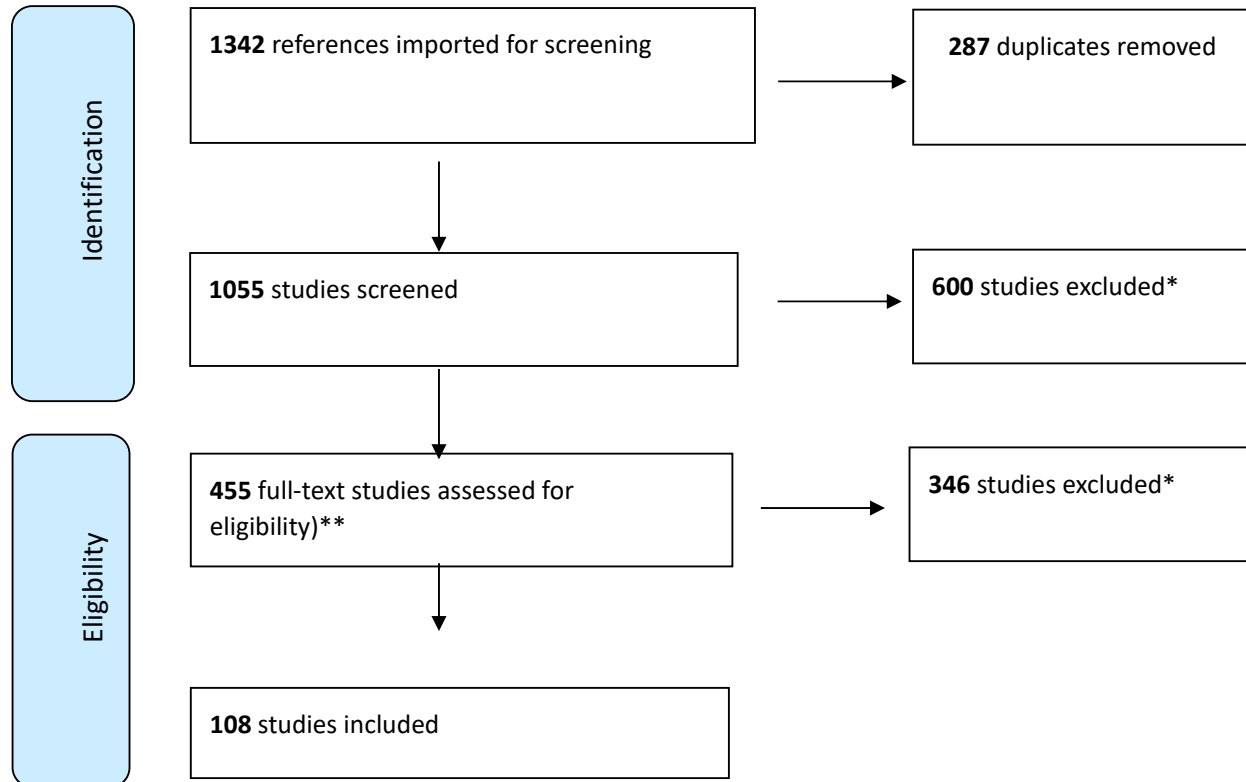 Identification
1342 references imported for screening
287 duplicates removed
1055 studies screened
600 studies excluded*
Eligibility
455 full-text studies assessed for
eligibility)**
346 studies excluded*
108 studies included